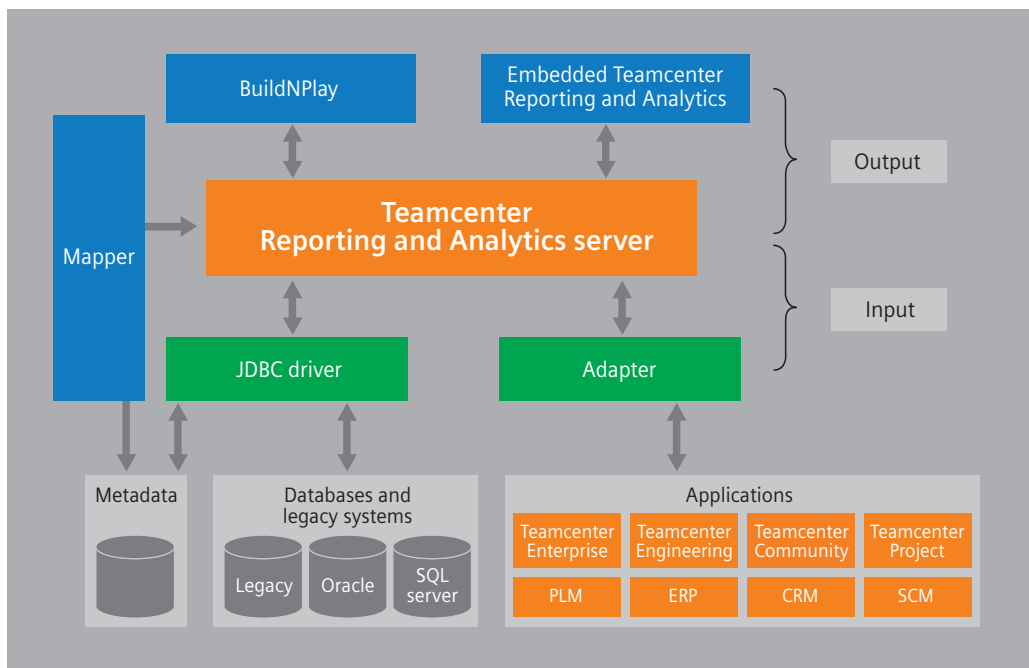 BuildNPlay
Embedded Teamcenter
Reporting and Analytics
Output
Mapper
Teamcenter
Reporting and Analytics server
Input
JDBC driver
Adapter
Metadata
Databases and
legacy systems
Legacy
Oracle
SQL
server
Applications
Teamcenter
Enterprise
Teamcenter
Engineering
Teamcenter
Community
Teamcenter
Project
PLM
ERP
CRM
SCM